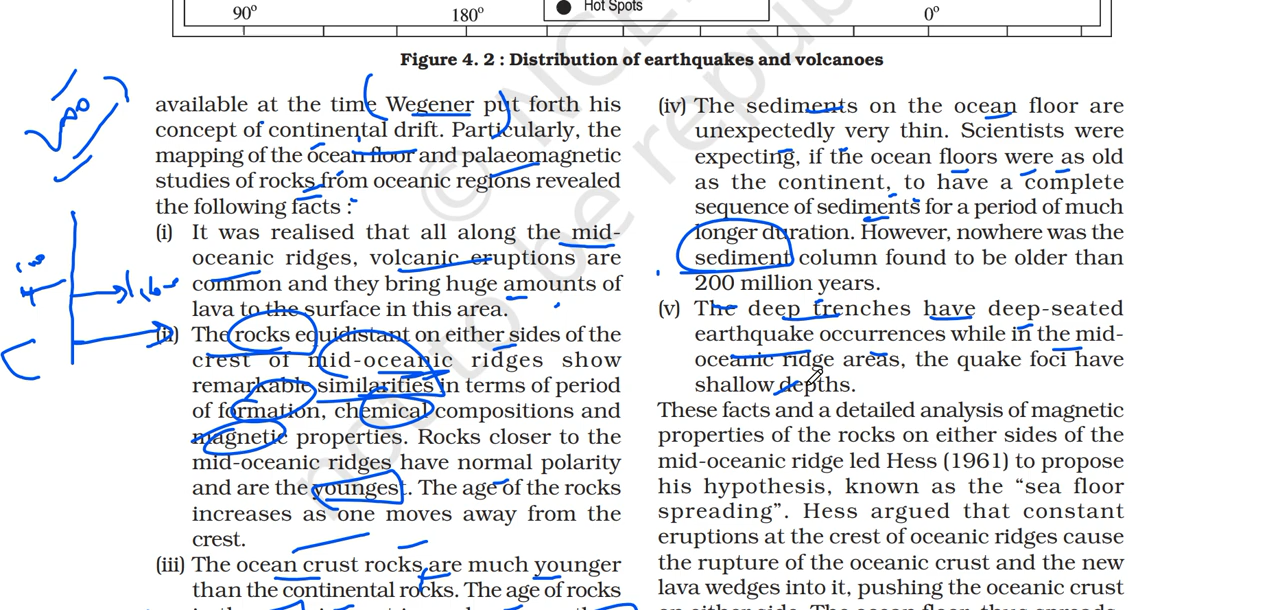 90° 180° Hot Spots 0°
Figure 4. 2 : Distribution of earthquakes and volcanoes
available at the time Wegener put forth his
concept of continental drift. Particularly, the
mapping of the ocean floor and palaeomagnetic
studies of rocks from oceanic regions revealed
the following facts :
(i) It was realised that all along the mid-
oceanic ridges, volcanic eruptions are
common and they bring huge amounts of
lava to the surface in this area.
(ii) The rocks equidistant on either sides of the
crest of mid-oceanic ridges show
remarkable similarities in terms of period
of formation, chemical compositions and
magnetic properties. Rocks closer to the
mid-oceanic ridges have normal polarity
and are the youngest. The age of the rocks
increases as one moves away from the
crest.
(iii) The ocean crust rocks are much younger
than the continental rocks. The age of rocks
(iv) The sediments on the ocean floor are
unexpectedly very thin. Scientists were
expecting, if the ocean floors were as old
as the continent, to have a complete
sequence of sediments for a period of much
longer duration. However, nowhere was the
sediment column found to be older than
200 million years.
(v) The deep trenches have deep-seated
earthquake occurrences while in the mid-
oceanic ridge areas, the quake foci have
shallow depths.
These facts and a detailed analysis of magnetic
properties of the rocks on either sides of the
mid-oceanic ridge led Hess (1961) to propose
his hypothesis, known as the “sea floor
spreading”. Hess argued that constant
eruptions at the crest of oceanic ridges cause
the rupture of the oceanic crust and the new
lava wedges into it, pushing the oceanic crust
on either side. The ocean floor, thus spreads.
© NCE
not to be repub